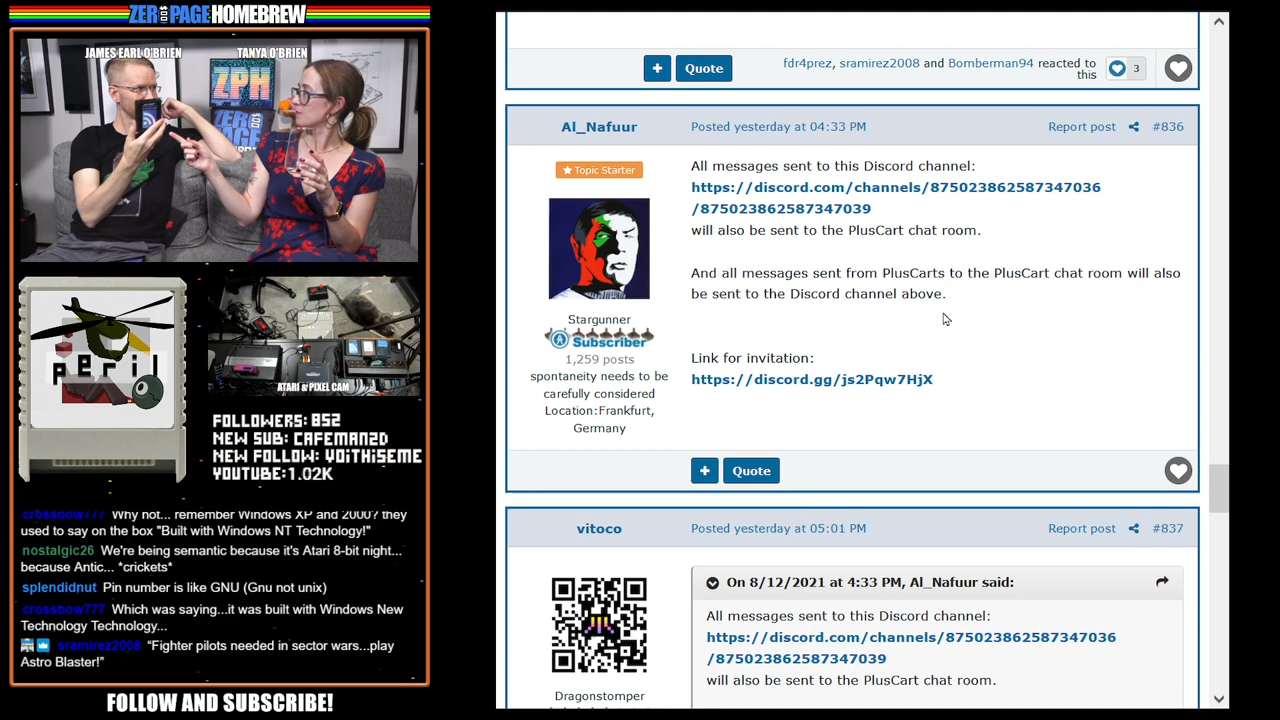 ZERO PAGE HOMEBREW
JAMES EARL O'BRIEN
TANYA O'BRIEN
ZPH
peril
ATARI & PIXEL CAM
FOLLOWERS: 852
NEW SUB: CAFEMAN2D
NEW FOLLOW: VOITHISEME
YOUTUBE:1.02K
crossbow777 Why not... remember Windows XP and 2000? they
used to say on the box "Built with Windows NT Technology!"
nostalgic26 We're being semantic because it's Atari 8-bit night...
because Antic... *crickets*
splendidnut Pin number is like GNU (Gnu not unix)
crossbow777 Which was saying...it was built with Windows New
Technology Technology...
sramirez2008 “Fighter pilots needed in sector wars...play
Astro Blaster!”
FOLLOW AND SUBSCRIBE!
+ Quote
fdr4prez, sramirez2008 and Bomberman94 reacted to
this
3
Al_Nafuur
Posted yesterday at 04:33 PM
Report post
#836
Topic Starter
Stargunner
Subscriber
1,259 posts
spontaneity needs to be
carefully considered
Location:Frankfurt,
Germany
All messages sent to this Discord channel:
https://discord.com/channels/875023862587347036
/875023862587347039
will also be sent to the PlusCart chat room.
And all messages sent from PlusCarts to the PlusCart chat room will also
be sent to the Discord channel above.
Link for invitation:
https://discord.gg/js2Pqw7HjX
+ Quote
vitoco
Posted yesterday at 05:01 PM
Report post
#837
Dragonstomper
On 8/12/2021 at 4:33 PM, Al_Nafuur said:
All messages sent to this Discord channel:
https://discord.com/channels/875023862587347036
/875023862587347039
will also be sent to the PlusCart chat room.